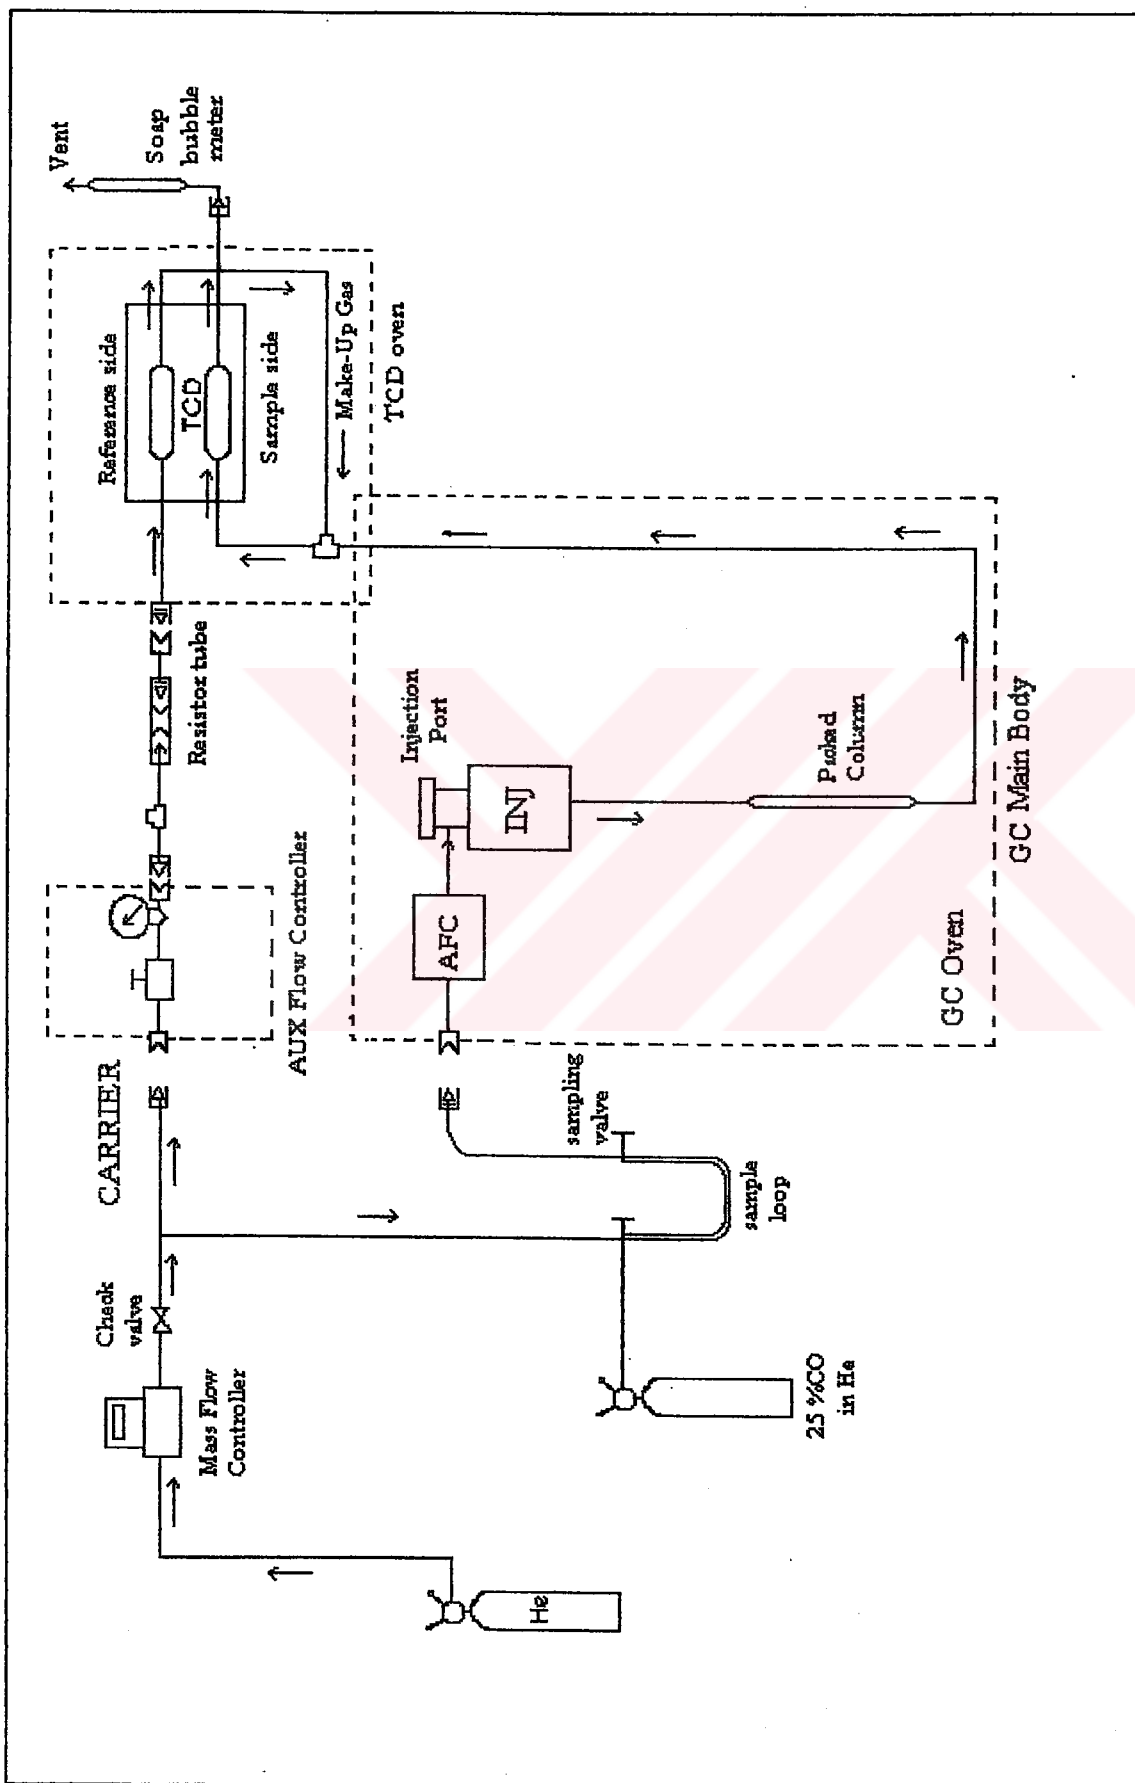 Vent
Soap
bubble
meter
Reference side
TCD
Sample side
Make-Up Gas
TCD oven
Resistor tube
AUX Flow Controller
CARRIER
Check
valve
Mass Flow
Controller
He
25 %CO
in He
sample
loop
sampling
valve
AFC
INJ
Injection
Port
Packed
Column
GC Oven
GC Main Body